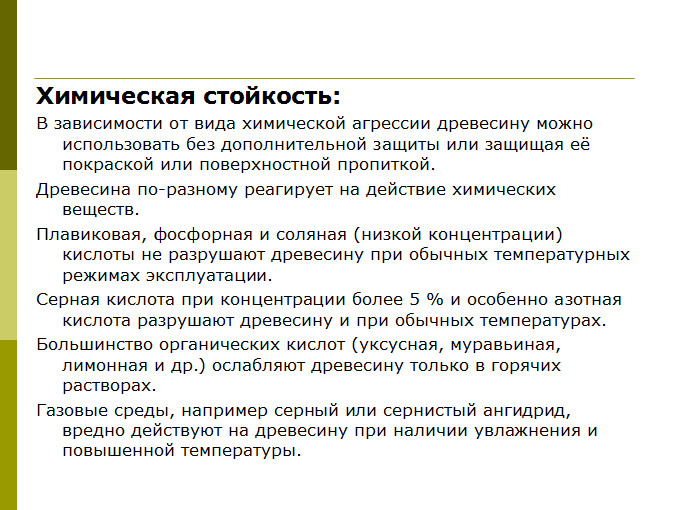 Химическая стойкость:
В зависимости от вида химической агрессии древесину можно
использовать без дополнительной защиты или защищая её
покраской или поверхностной пропиткой.
Древесина по-разному реагирует на действие химических
веществ.
Плавиковая, фосфорная и соляная (низкой концентрации)
кислоты не разрушают древесину при обычных температурных
режимах эксплуатации.
Серная кислота при концентрации более 5 % и особенно азотная
кислота разрушают древесину и при обычных температурах.
Большинство органических кислот (уксусная, муравьиная,
лимонная и др.) ослабляют древесину только в горячих
растворах.
Газовые среды, например серный или сернистый ангидрид,
вредно действуют на древесину при наличии увлажнения и
повышенной температуры.